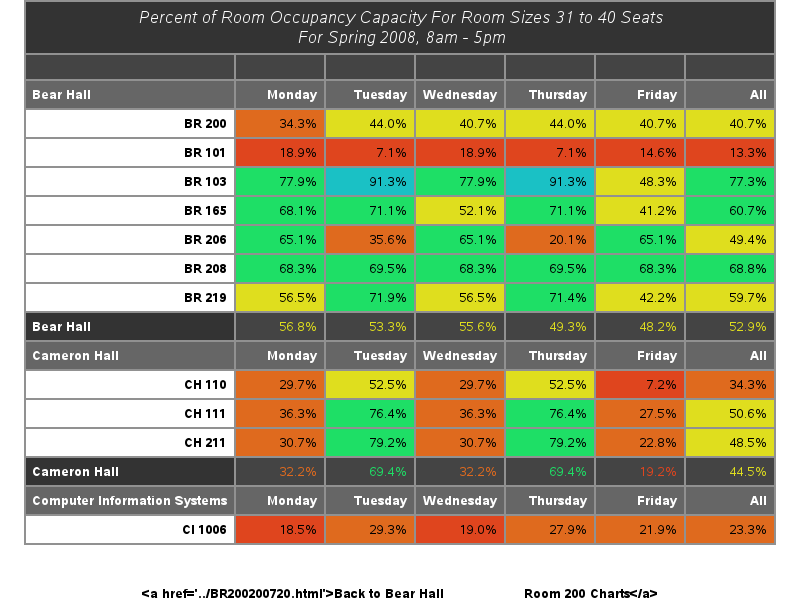 Percent of Room Occupancy Capacity For Room Sizes 31 to 40 Seats
For Spring 2008, 8am - 5pm
Bear Hall Monday Tuesday Wednesday Thursday Friday All
BR 200 34.3% 44.0% 40.7% 44.0% 40.7% 40.7%
BR 101 18.9% 7.1% 18.9% 7.1% 14.6% 13.3%
BR 103 77.9% 91.3% 77.9% 91.3% 48.3% 77.3%
BR 165 68.1% 71.1% 52.1% 71.1% 41.2% 60.7%
BR 206 65.1% 35.6% 65.1% 20.1% 65.1% 49.4%
BR 208 68.3% 69.5% 68.3% 69.5% 68.3% 68.8%
BR 219 56.5% 71.9% 56.5% 71.4% 42.2% 59.7%
Bear Hall 56.8% 53.3% 55.6% 49.3% 48.2% 52.9%
Cameron Hall Monday Tuesday Wednesday Thursday Friday All
CH 110 29.7% 52.5% 29.7% 52.5% 7.2% 34.3%
CH 111 36.3% 76.4% 36.3% 76.4% 27.5% 50.6%
CH 211 30.7% 79.2% 30.7% 79.2% 22.8% 48.5%
Cameron Hall 32.2% 69.4% 32.2% 69.4% 19.2% 44.5%
Computer Information Systems Monday Tuesday Wednesday Thursday Friday All
CI 1006 18.5% 29.3% 19.0% 27.9% 21.9% 23.3%
<a href='../BR200200720.html'>Back to Bear Hall Room 200 Charts</a>